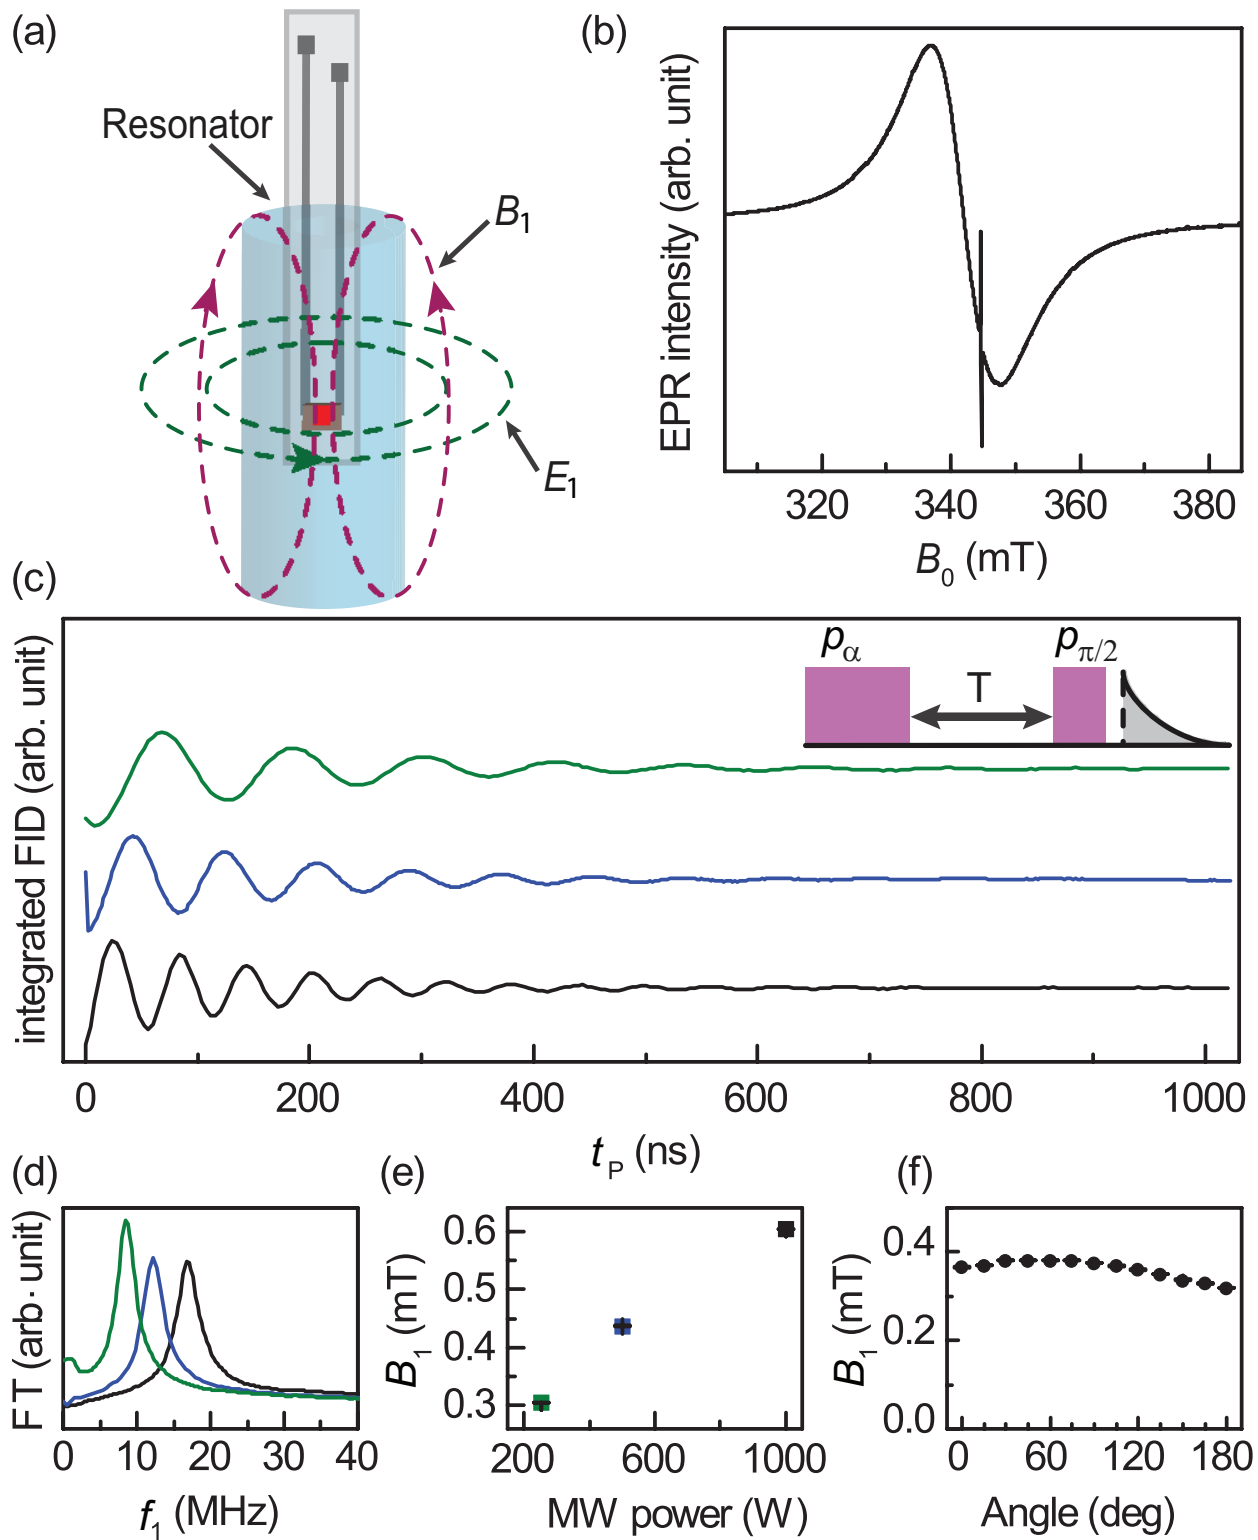 (a)
Resonator
B1
E1
(b)
EPR intensity (arb. unit)
320 340 360 380
B0 (mT)
(c)
integrated FID (arb. unit)
pα T pπ/2
0 200 400 600 800 1000
tP (ns)
(d)
FT (arb. unit)
0 10 20 30 40
f1 (MHz)
(e)
B1 (mT)
0.6
0.5
0.4
0.3
200 600 1000
MW power (W)
(f)
B1 (mT)
0.4
0.2
0.0
0 60 120 180
Angle (deg)